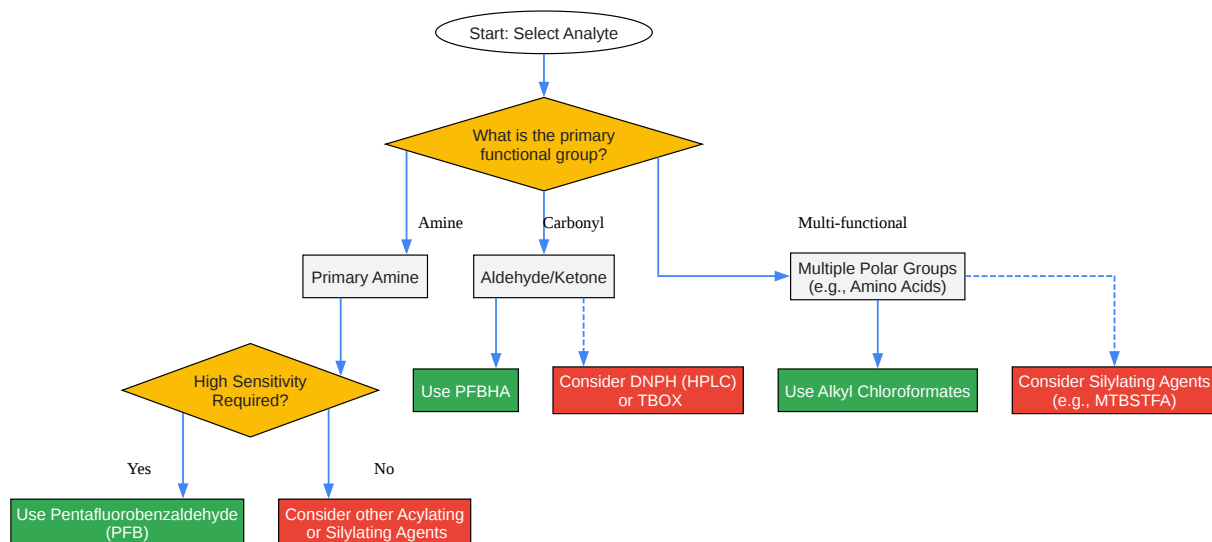 Start: Select Analyte
What is the primary
functional group?
Amine
Carbonyl
Multi-functional
Primary Amine
Aldehyde/Ketone
Multiple Polar Groups
(e.g., Amino Acids)
High Sensitivity
Required?
Use PFBHA
Consider DNPH (HPLC)
or TBOX
Use Alkyl Chloroformates
Consider Silylating Agents
(e.g., MTBSTFA)
Yes
No
Use Pentafluorobenzaldehyde
(PFB)
Consider other Acylating
or Silylating Agents